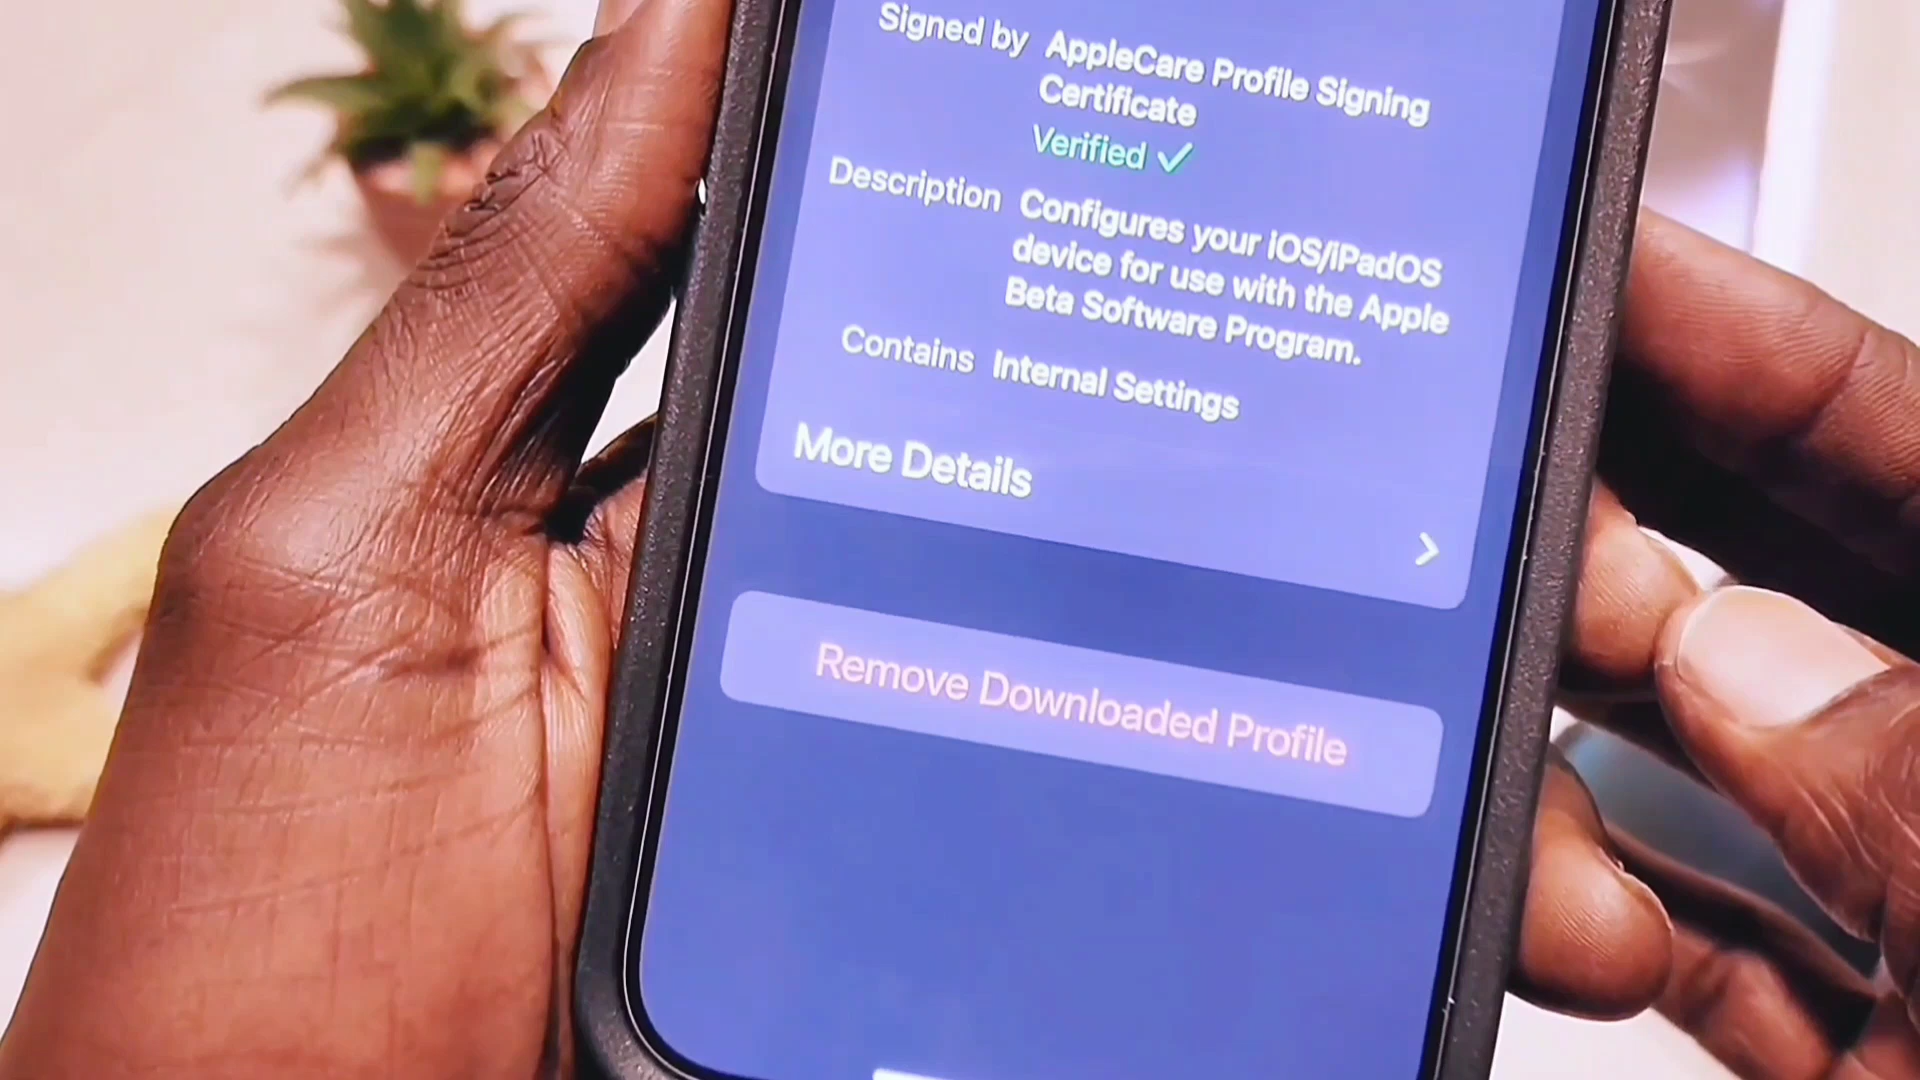 Signed by AppleCare Profile Signing
Certificate
Verified ✓
Description Configures your iOS/iPadOS
device for use with the Apple
Beta Software Program.
Contains Internal Settings
More Details
Remove Downloaded Profile